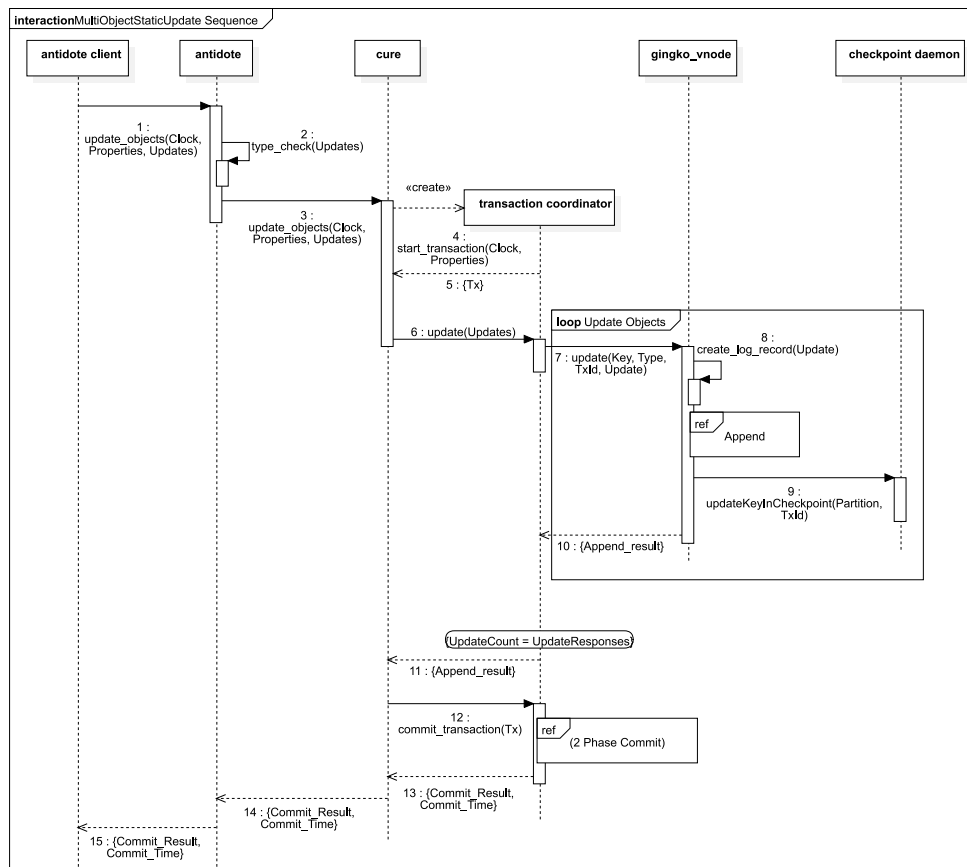 interactionMultiObjectStaticUpdate Sequence
antidote client
antidote
cure
gingko_vnode
checkpoint daemon
1 :
update_objects(Clock,
Properties, Updates)
2 :
type_check(Updates)
3 :
update_objects(Clock,
Properties, Updates)
«create»
transaction coordinator
4 :
start_transaction(Clock,
Properties)
5 : {Tx}
6 : update(Updates)
loop Update Objects
7 : update(Key, Type,
TxId, Update)
8 :
create_log_record(Update)
ref
Append
9 :
updateKeyInCheckpoint(Partition,
TxId)
10 : {Append_result}
{UpdateCount = UpdateResponses}
11 : {Append_result}
12 :
commit_transaction(Tx)
ref
(2 Phase Commit)
13 : {Commit_Result,
Commit_Time}
14 : {Commit_Result,
Commit_Time}
15 : {Commit_Result,
Commit_Time}